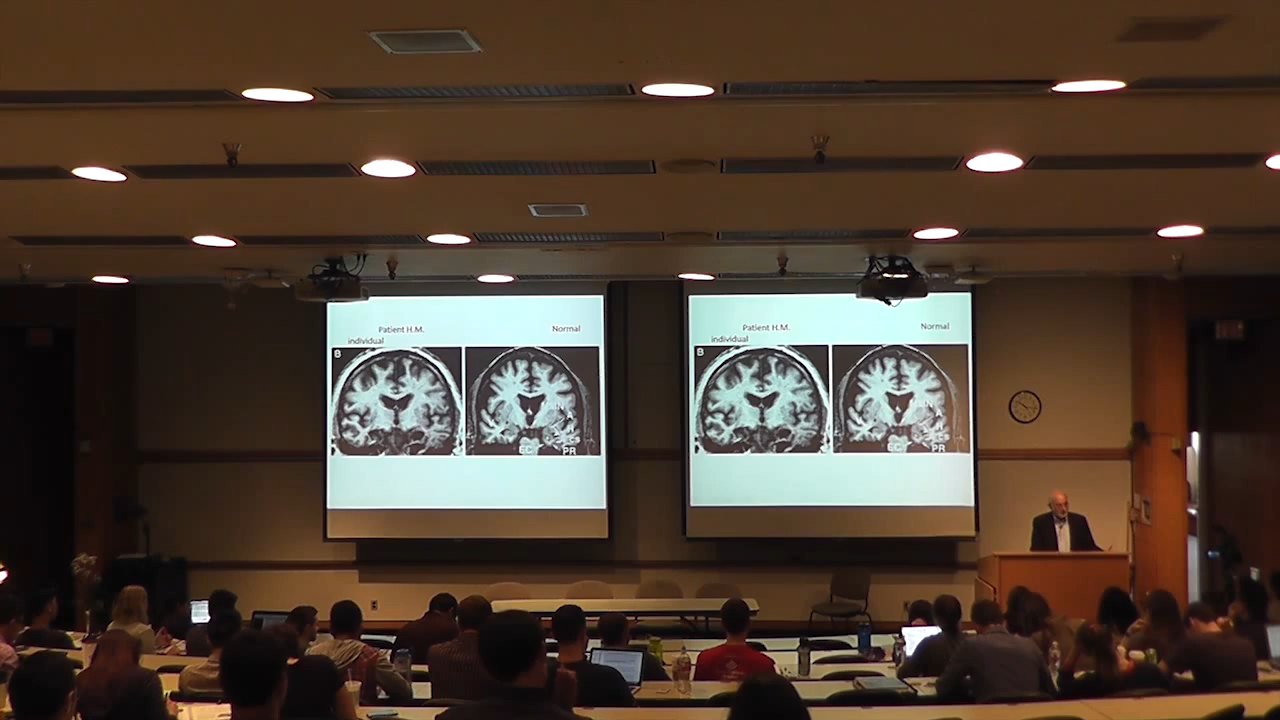 Patient H.M. Normal
individual
B
EC PR
Patient H.M. Normal
individual
B
EC PR